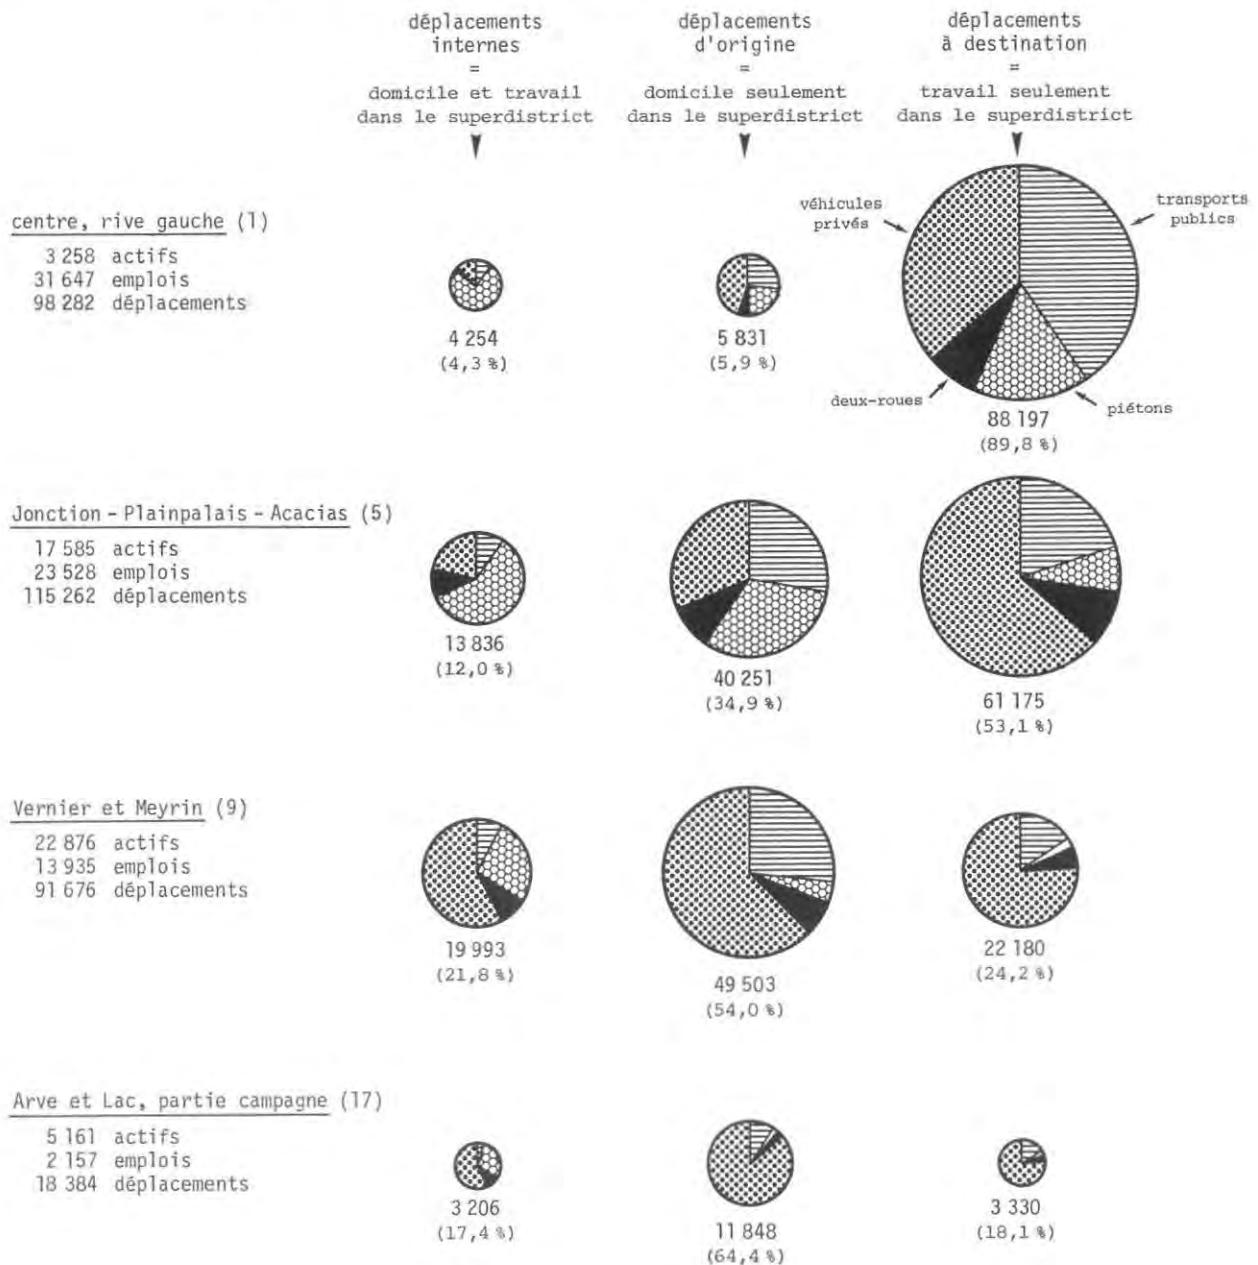 déplacements
internes
=
domicile et travail
dans le superdistrict
déplacements
d'origine
=
domicile seulement
dans le superdistrict
déplacements
à destination
=
travail seulement
dans le superdistrict
centre, rive gauche (1)
3 258 actifs
31 647 emplois
98 282 déplacements
4 254
(4,3 %)
5 831
(5,9 %)
véhicules
privés
transports
publics
deux-roues
piétons
88 197
(89,8 %)
Jonction - Plainpalais - Acacias (5)
17 585 actifs
23 528 emplois
115 262 déplacements
13 836
(12,0 %)
40 251
(34,9 %)
61 175
(53,1 %)
Vernier et Meyrin (9)
22 876 actifs
13 935 emplois
91 676 déplacements
19 993
(21,8 %)
49 503
(54,0 %)
22 180
(24,2 %)
Arve et Lac, partie campagne (17)
5 161 actifs
2 157 emplois
18 384 déplacements
3 206
(17,4 %)
11 848
(64,4 %)
3 330
(18,1 %)